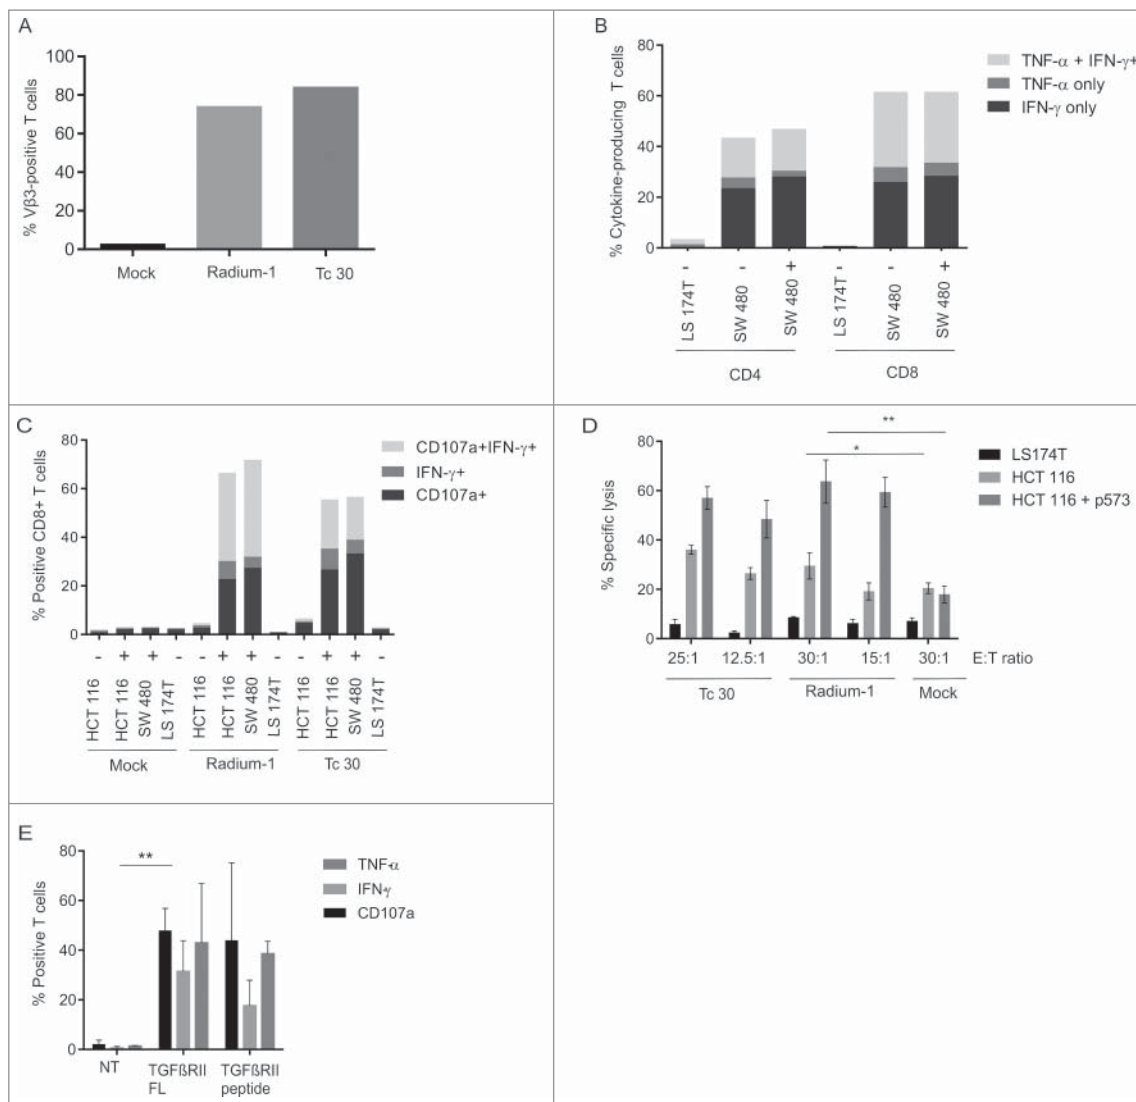 A
% Vβ3-positive T cells
100
80
60
40
20
0
Mock
Radium-1
Tc 30
B
% Cytokine-producing T cells
80
60
40
20
0
TNF-α + IFN-γ+
TNF-α only
IFN-γ only
- - + - - +
LS 174T
SW 480
SW 480
LS 174T
SW 480
SW 480
CD4
CD8
C
% Positive CD8+ T cells
80
60
40
20
0
CD107a+IFN-γ+
IFN-γ+
CD107a+
- + + - - + + - - + + -
HCT 116
HCT 116
SW 480
LS 174T
HCT 116
HCT 116
SW 480
LS 174T
HCT 116
HCT 116
SW 480
LS 174T
Mock
Radium-1
Tc 30
D
% Specific lysis
80
60
40
20
0
**
*
LS174T
HCT 116
HCT 116 + p573
25:1 12.5:1 30:1 15:1 30:1 E:T ratio
Tc 30
Radium-1
Mock
E
% Positive T cells
80
60
40
20
0
**
TNF-α
IFN-γ
CD107a
NT
TGFßRII
FL
TGFßRII
peptide